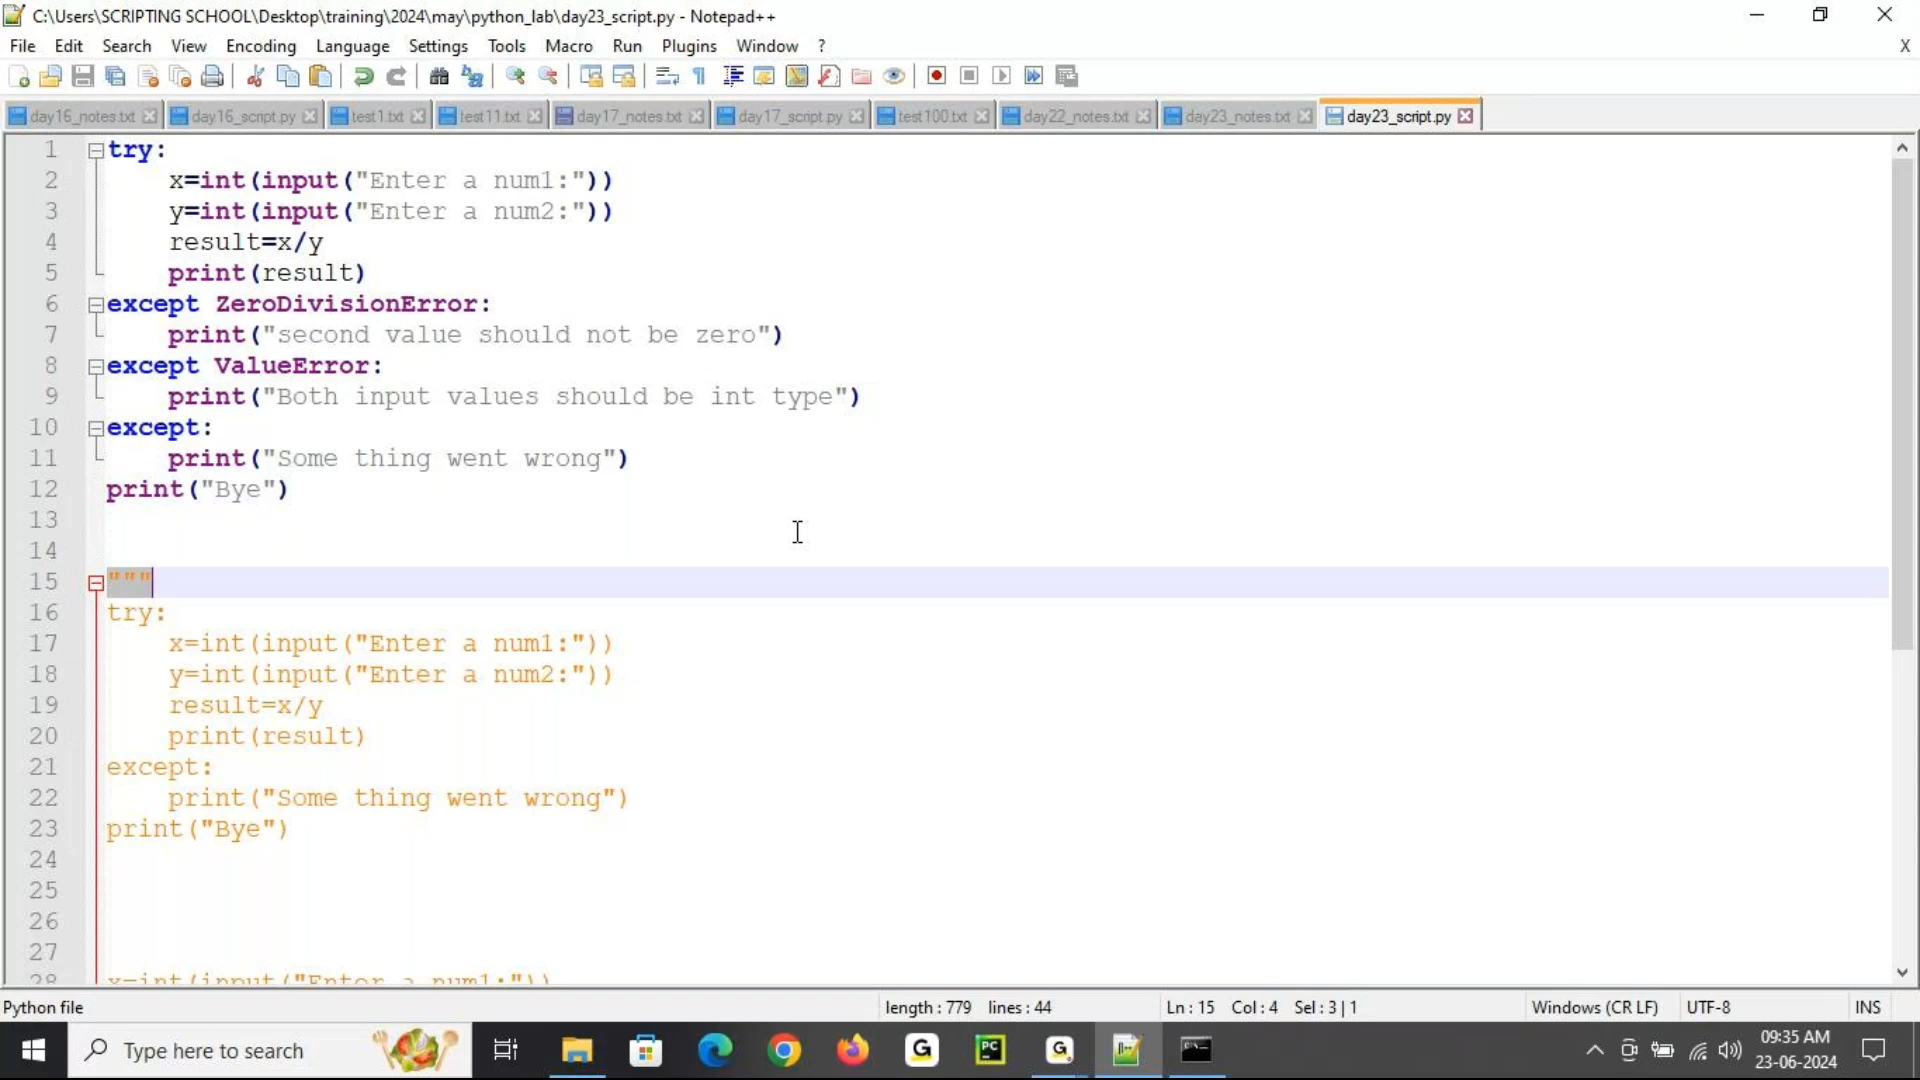 C:\Users\SCRIPTING SCHOOL\Desktop\training\2024\may\python_lab\day23_script.py - Notepad++
File Edit Search View Encoding Language Settings Tools Macro Run Plugins Window ? X
day16_notes.txt day16_script.py test1.txt test11.txt day17_notes.txt day17_script.py test100.txt day22_notes.txt day23_notes.txt day23_script.py
1 try:
2 x=int(input("Enter a num1:"))
3 y=int(input("Enter a num2:"))
4 result=x/y
5 print(result)
6 except ZeroDivisionError:
7 print("second value should not be zero")
8 except ValueError:
9 print("Both input values should be int type")
10 except:
11 print("Some thing went wrong")
12 print("Bye")
13
14
15 """
16 try:
17 x=int(input("Enter a num1:"))
18 y=int(input("Enter a num2:"))
19 result=x/y
20 print(result)
21 except:
22 print("Some thing went wrong")
23 print("Bye")
24
25
26
27
28 x=int(input("Enter a num1:"))
Python file length : 779 lines : 44 Ln : 15 Col : 4 Sel : 3 | 1 Windows (CR LF) UTF-8 INS
Type here to search
09:35 AM
23-06-2024